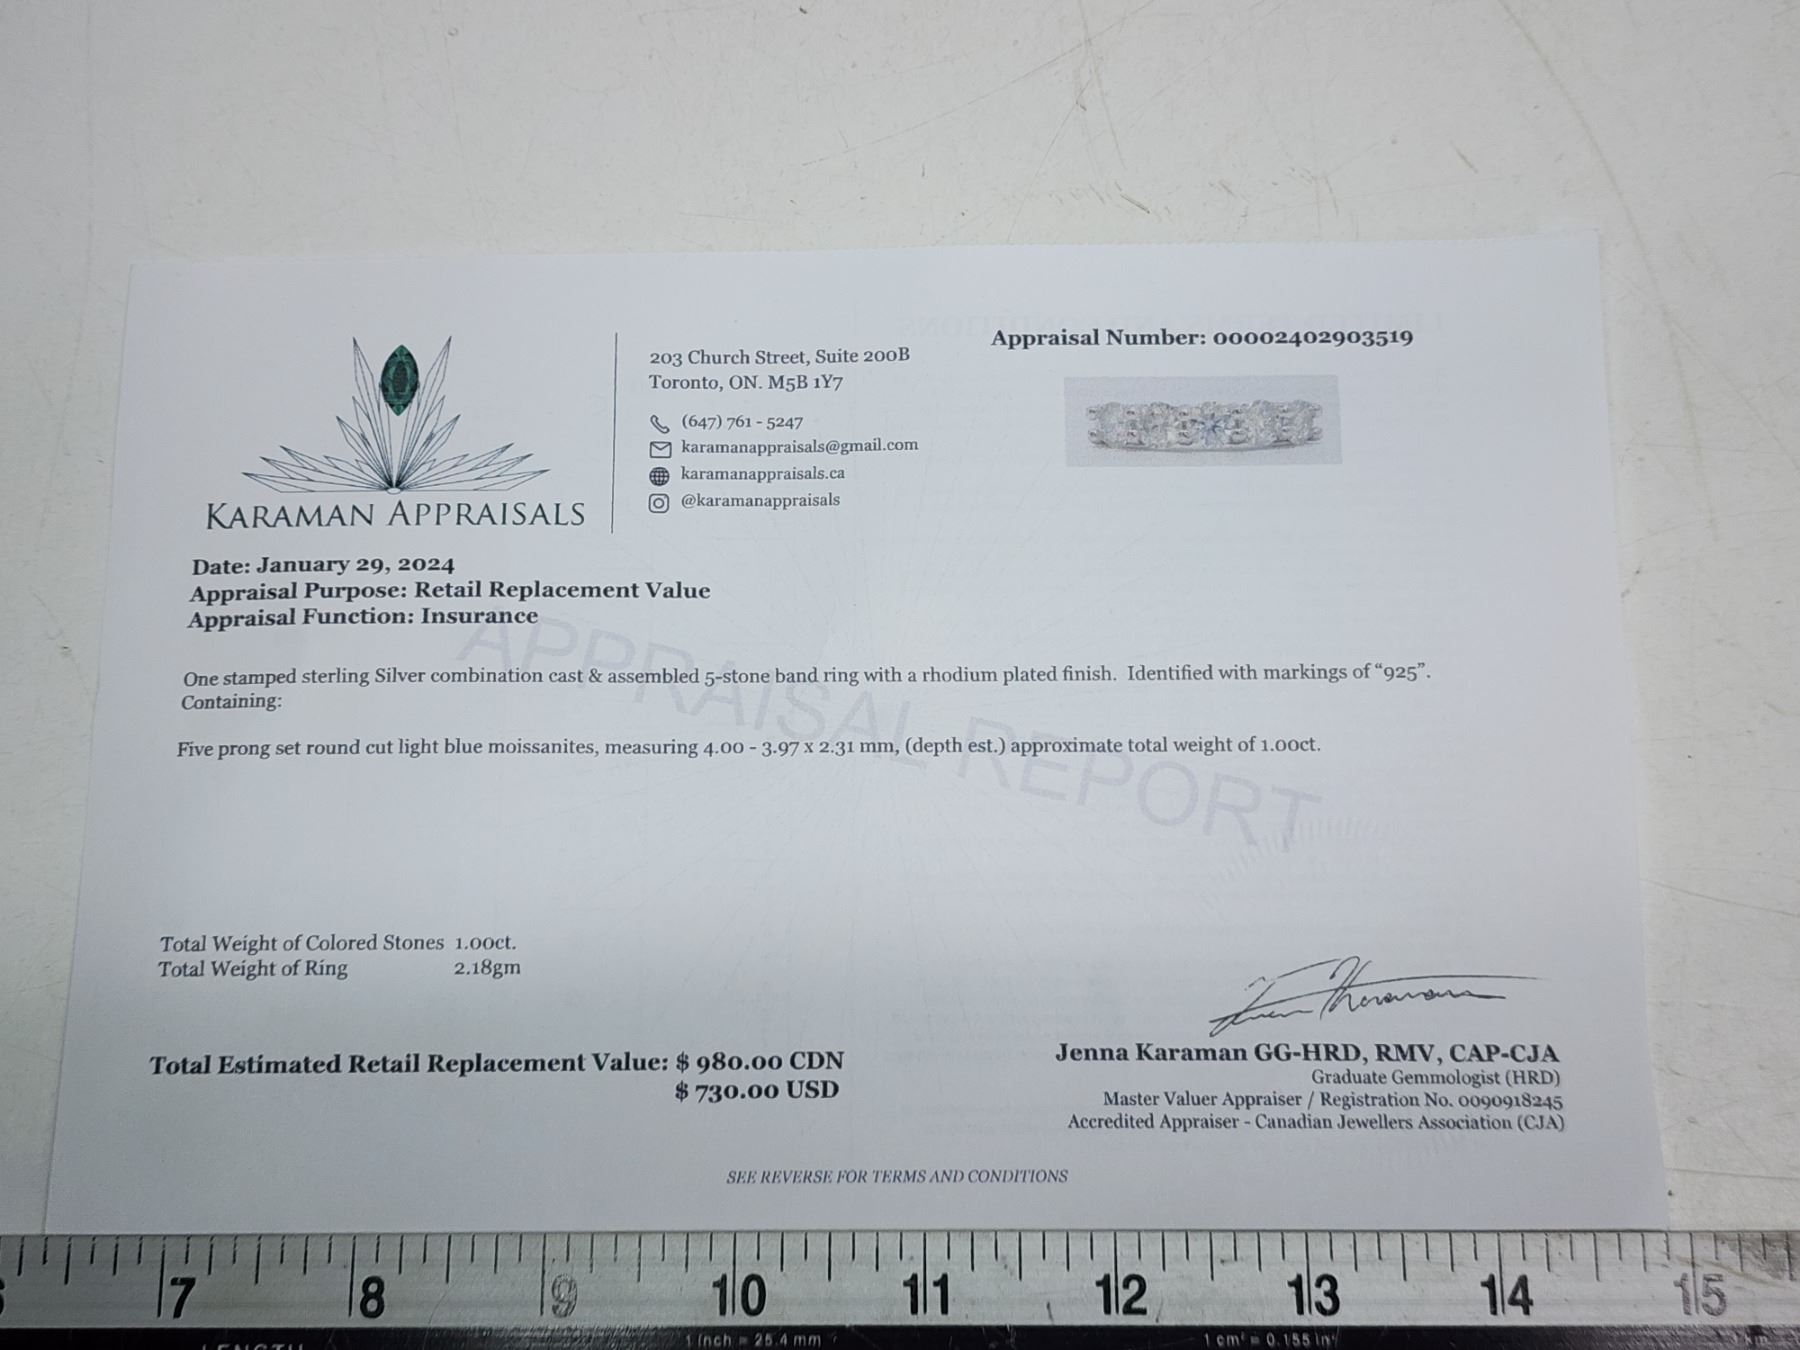 KARAMAN APPRAISALS
203 Church Street, Suite 200B
Toronto, ON. M5B 1Y7
(647) 761 - 5247
karamanappraisals@gmail.com
karamanappraisals.ca
@karamanappraisals
Appraisal Number: 00002402903519
Date: January 29, 2024
Appraisal Purpose: Retail Replacement Value
Appraisal Function: Insurance
APPRAISAL REPORT
One stamped sterling Silver combination cast & assembled 5-stone band ring with a rhodium plated finish. Identified with markings of “925”.
Containing:
Five prong set round cut light blue moissanites, measuring 4.00 - 3.97 x 2.31 mm, (depth est.) approximate total weight of 1.00ct.
Total Weight of Colored Stones 1.00ct.
Total Weight of Ring 2.18gm
Total Estimated Retail Replacement Value: $ 980.00 CDN
$ 730.00 USD
Jenna Karaman GG-HRD, RMV, CAP-CJA
Graduate Gemmologist (HRD)
Master Valuer Appraiser / Registration No. 0090918245
Accredited Appraiser - Canadian Jewellers Association (CJA)
SEE REVERSE FOR TERMS AND CONDITIONS
7 8 9 10 11 12 13 14 15
LENGTH 1 inch = 25.4 mm 1 cm² = 0.155 in²